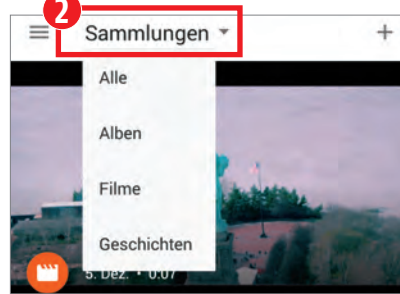 2
Sammlungen
Alle
Alben
Filme
Geschichten
5. Dez. • 0:07